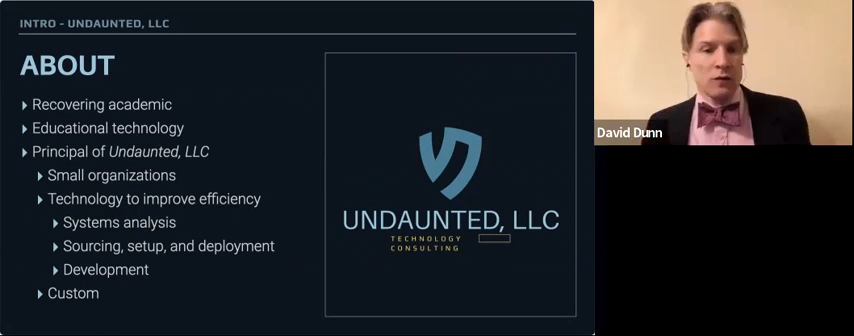 INTRO - UNDAUNTED, LLC
ABOUT
Recovering academic
Educational technology
Principal of Undaunted, LLC
Small organizations
Technology to improve efficiency
Systems analysis
Sourcing, setup, and deployment
Development
Custom
UNDAUNTED, LLC
TECHNOLOGY
CONSULTING
David Dunn